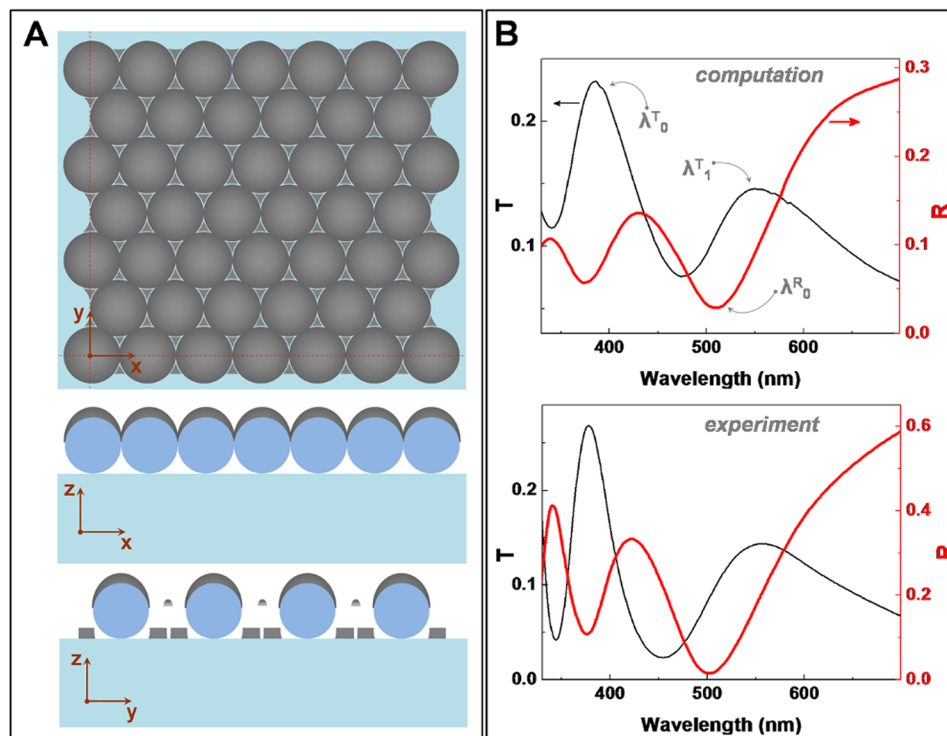 A
y
x
z
x
z
y
B
computation
0.3
0.2
0.1
0.2
0.1
0.0
T
R
λᵀ₀
λᵀ₁
λᴿ₀
400 500 600
Wavelength (nm)
experiment
0.6
0.4
0.2
0.0
0.2
0.1
0.0
T
R
400 500 600
Wavelength (nm)